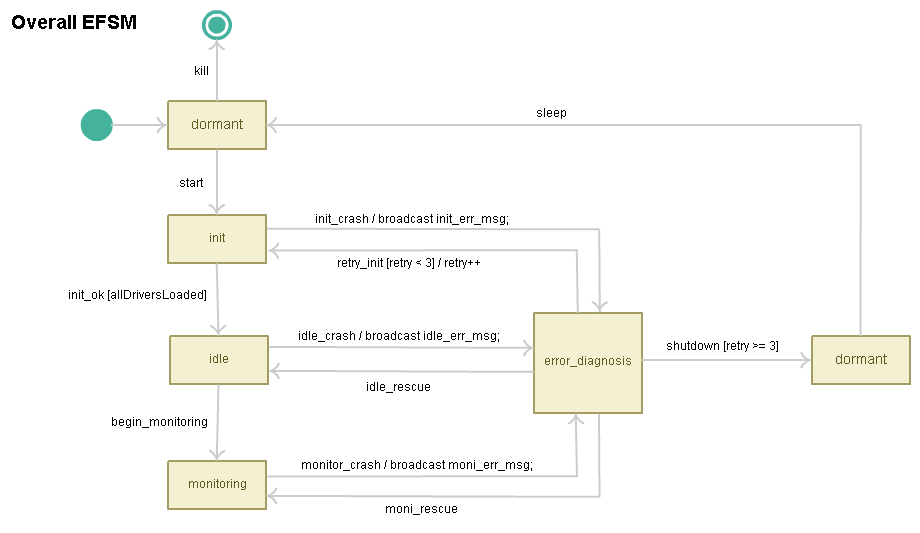 Overall EFSM
kill
dormant
sleep
start
init_crash / broadcast init_err_msg;
init
retry_init [retry < 3] / retry++
init_ok [allDriversLoaded]
idle_crash / broadcast idle_err_msg;
idle
error_diagnosis
shutdown [retry >= 3]
dormant
idle_rescue
begin_monitoring
monitor_crash / broadcast moni_err_msg;
monitoring
moni_rescue